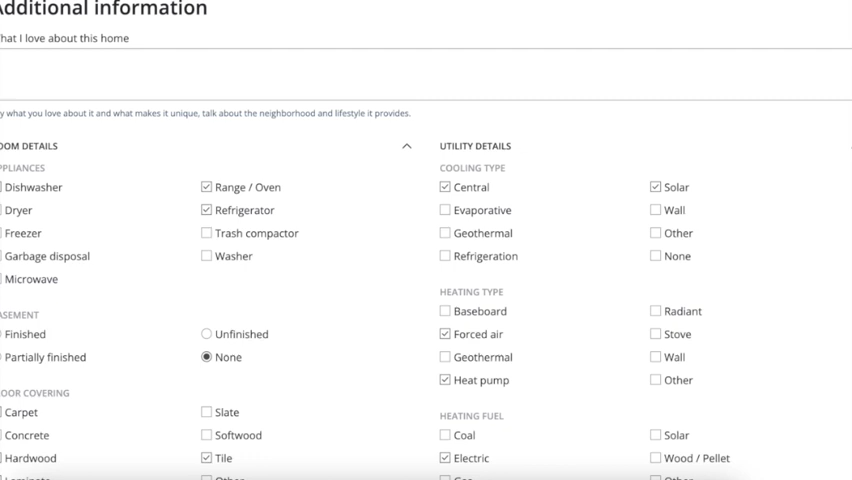 Additional information
hat I love about this home
y what you love about it and what makes it unique, talk about the neighborhood and lifestyle it provides.
OOM DETAILS
PPLIANCES
Dishwasher
Range / Oven
Dryer
Refrigerator
Freezer
Trash compactor
Garbage disposal
Washer
Microwave
ASEMENT
Finished
Unfinished
Partially finished
None
OOR COVERING
Carpet
Slate
Concrete
Softwood
Hardwood
Tile
UTILITY DETAILS
COOLING TYPE
Central
Solar
Evaporative
Wall
Geothermal
Other
Refrigeration
None
HEATING TYPE
Baseboard
Radiant
Forced air
Stove
Geothermal
Wall
Heat pump
Other
HEATING FUEL
Coal
Solar
Electric
Wood / Pellet